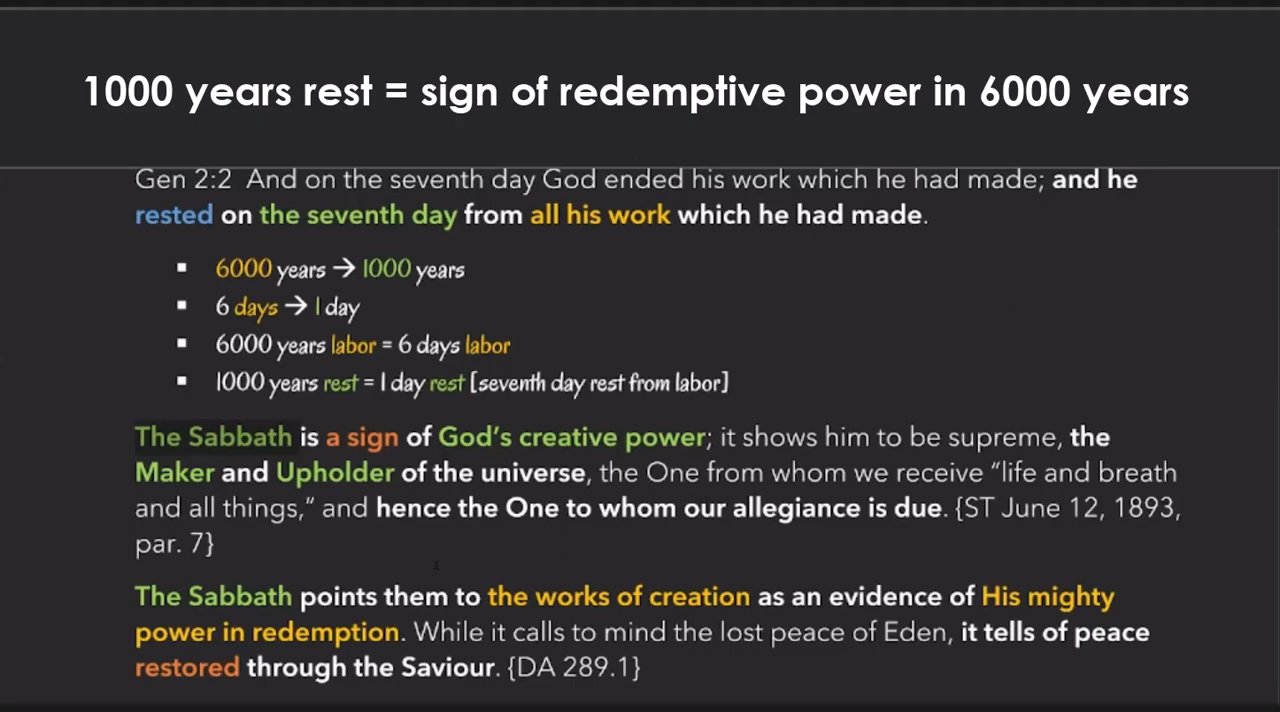 1000 years rest = sign of redemptive power in 6000 years
Gen 2:2  And on the seventh day God ended his work which he had made; and he
rested on the seventh day from all his work which he had made.
▪ 6000 years → 1000 years
▪ 6 days → 1 day
▪ 6000 years labor = 6 days labor
▪ 1000 years rest = 1 day rest [seventh day rest from labor]
The Sabbath is a sign of God's creative power; it shows him to be supreme, the
Maker and Upholder of the universe, the One from whom we receive "life and breath
and all things," and hence the One to whom our allegiance is due. {ST June 12, 1893,
par. 7}
The Sabbath points them to the works of creation as an evidence of His mighty
power in redemption. While it calls to mind the lost peace of Eden, it tells of peace
restored through the Saviour. {DA 289.1}